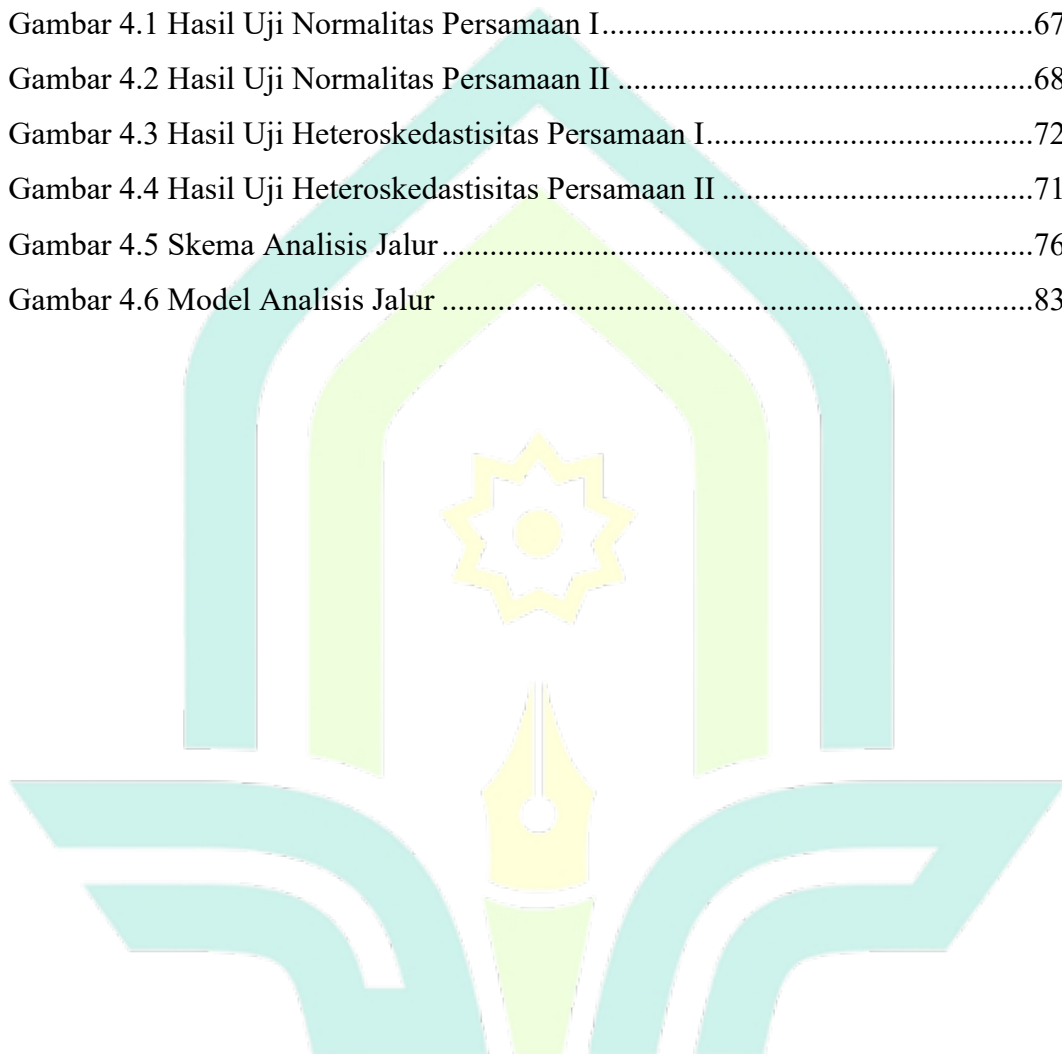 Gambar 4.1 Hasil Uji Normalitas Persamaan I.......................................................67
Gambar 4.2 Hasil Uji Normalitas Persamaan II .....................................................68
Gambar 4.3 Hasil Uji Heteroskedastisitas Persamaan I..........................................72
Gambar 4.4 Hasil Uji Heteroskedastisitas Persamaan II ........................................71
Gambar 4.5 Skema Analisis Jalur...........................................................................76
Gambar 4.6 Model Analisis Jalur ...........................................................................83